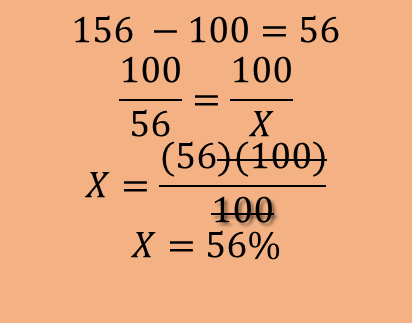 156 − 100 = 56
100/56 = 100/X
X = (56)(100)/100
X = 56%